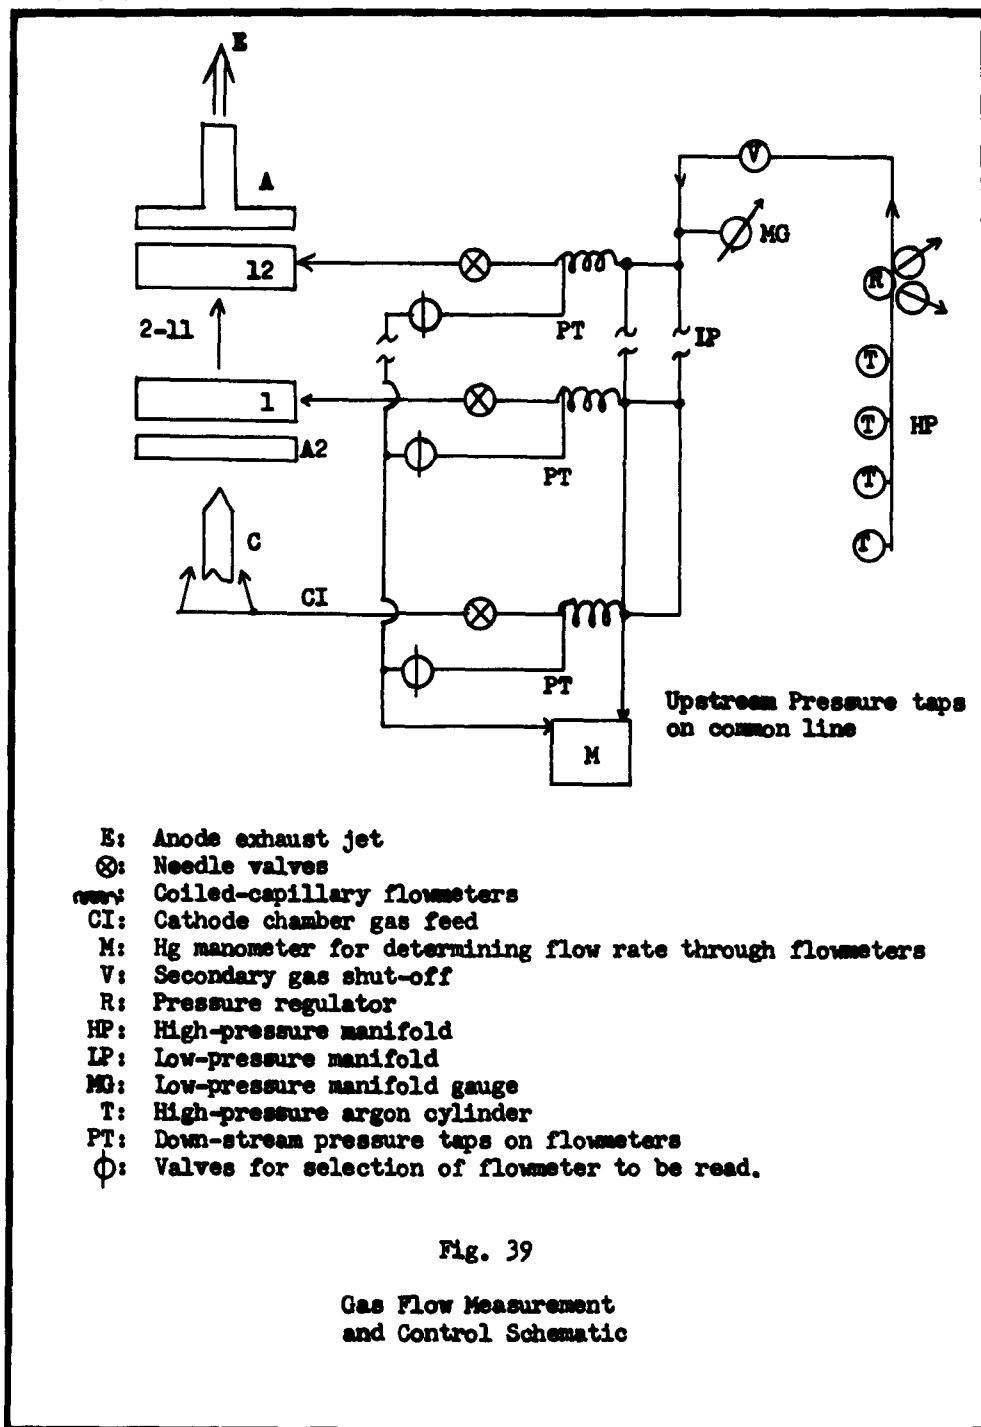 E
A
V
MG
12
R
2-11
PT
LP
T
1
T
HP
A2
PT
T
C
T
CI
PT
Upstream Pressure taps
on common line
M
E: Anode exhaust jet
⊗: Needle valves
: Coiled-capillary flowmeters
CI: Cathode chamber gas feed
M: Hg manometer for determining flow rate through flowmeters
V: Secondary gas shut-off
R: Pressure regulator
HP: High-pressure manifold
LP: Low-pressure manifold
MG: Low-pressure manifold gauge
T: High-pressure argon cylinder
PT: Down-stream pressure taps on flowmeters
⏀: Valves for selection of flowmeter to be read.
Fig. 39
Gas Flow Measurement
and Control Schematic